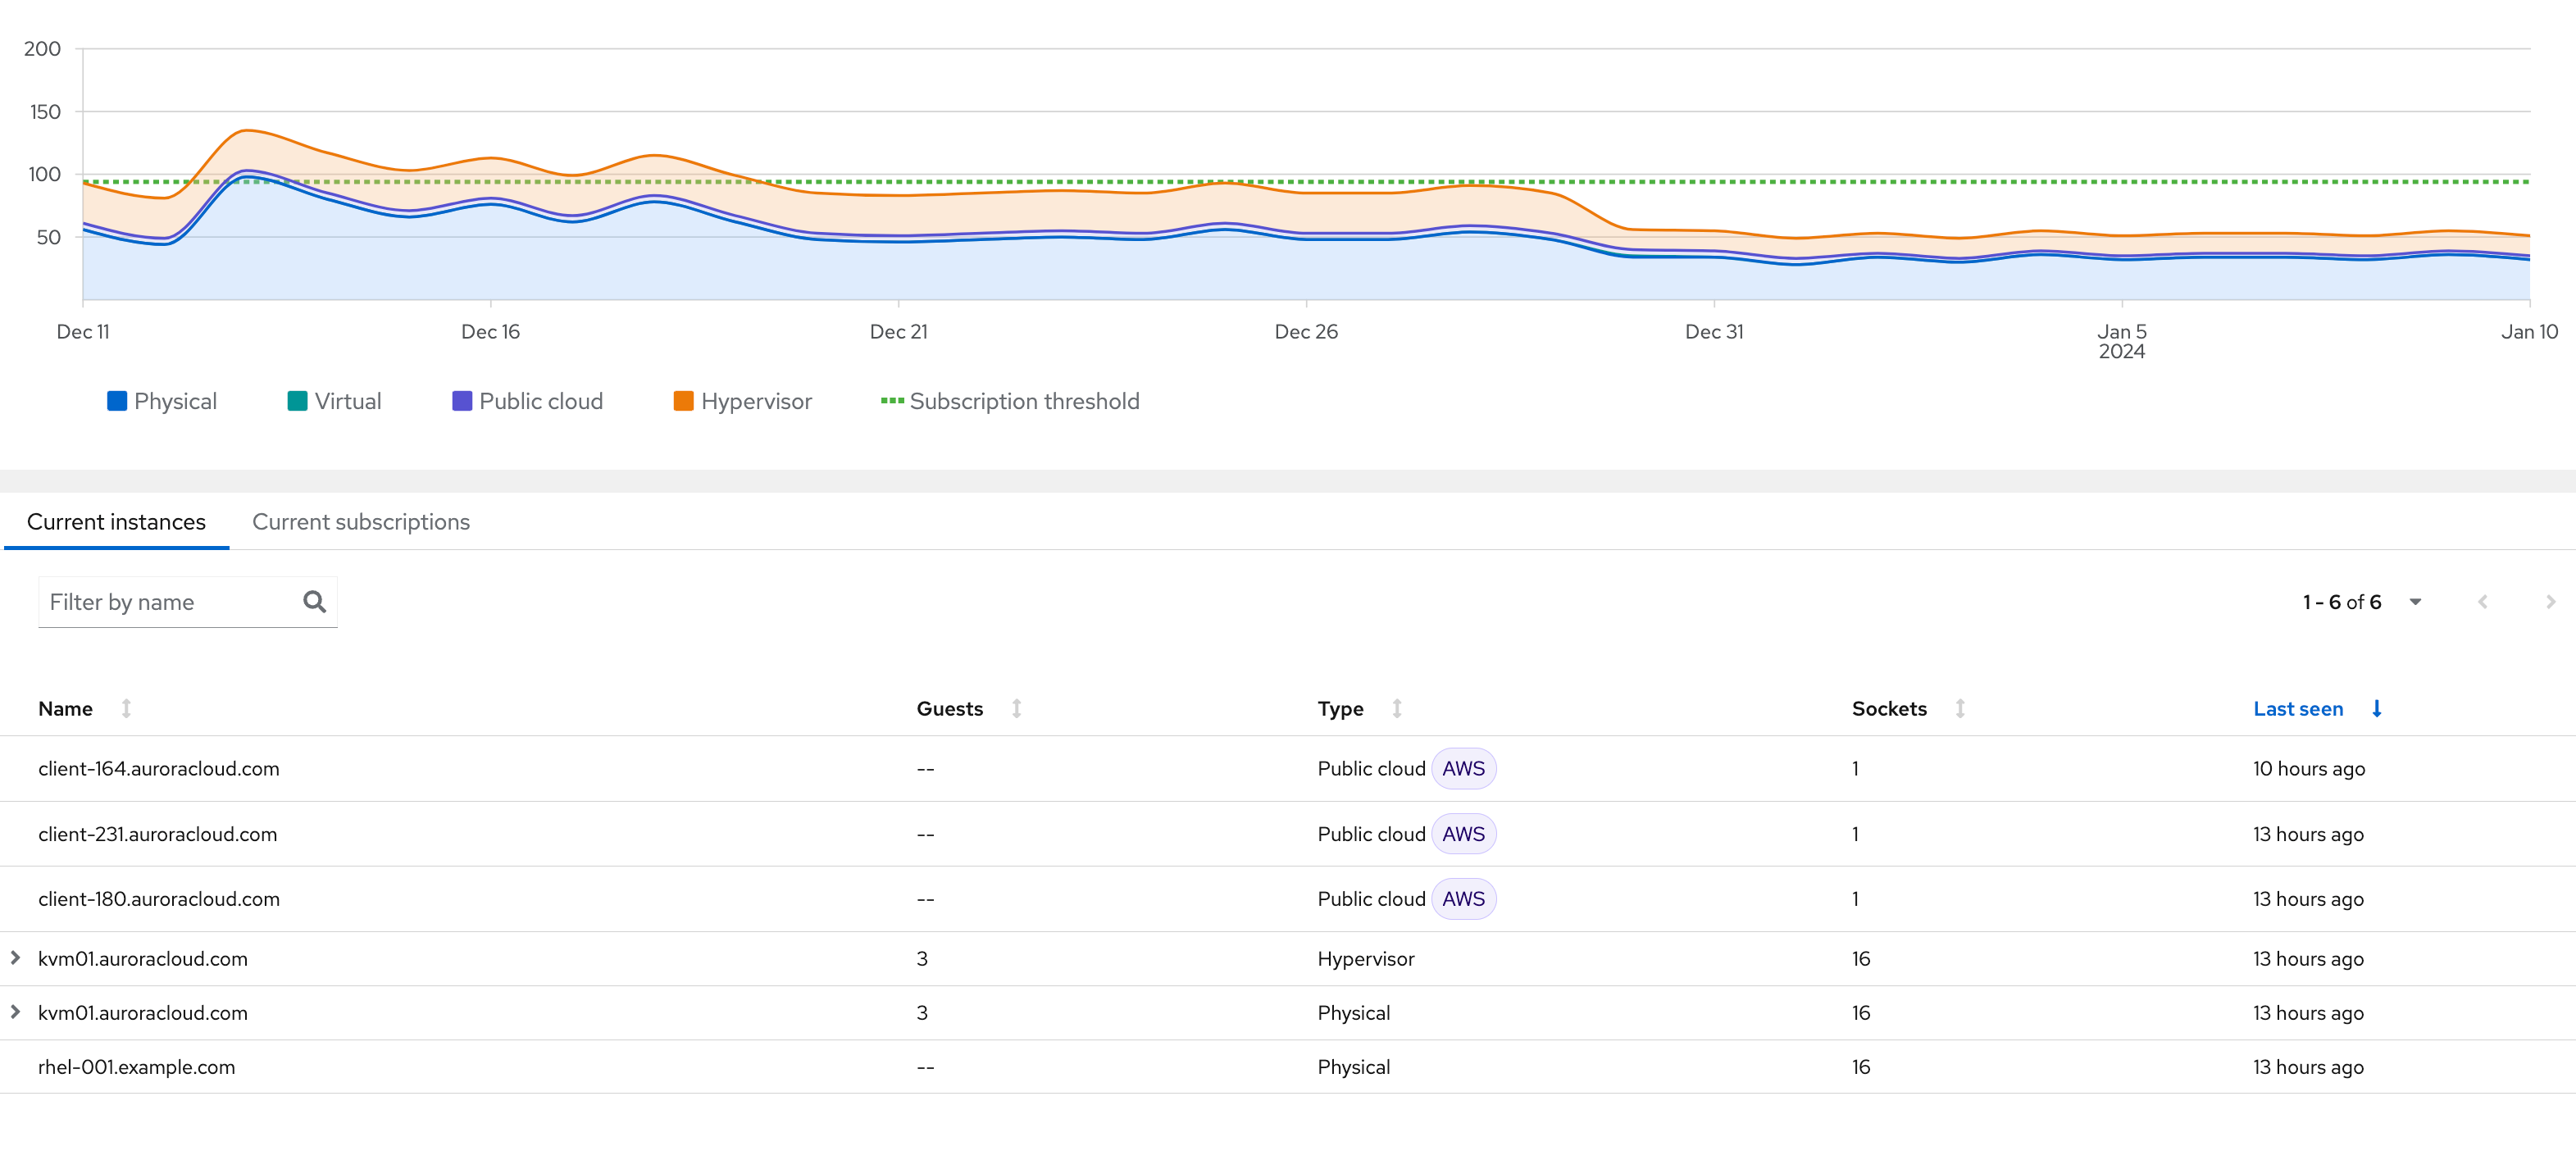 200
150
100
50
Dec 11 Dec 16 Dec 21 Dec 26 Dec 31 Jan 5 Jan 10
2024
Physical Virtual Public cloud Hypervisor Subscription threshold
Current instances Current subscriptions
Filter by name 1 - 6 of 6
Name Guests Type Sockets Last seen
client-164.auroracloud.com -- Public cloud AWS 1 10 hours ago
client-231.auroracloud.com -- Public cloud AWS 1 13 hours ago
client-180.auroracloud.com -- Public cloud AWS 1 13 hours ago
kvm01.auroracloud.com 3 Hypervisor 16 13 hours ago
kvm01.auroracloud.com 3 Physical 16 13 hours ago
rhel-001.example.com -- Physical 16 13 hours ago